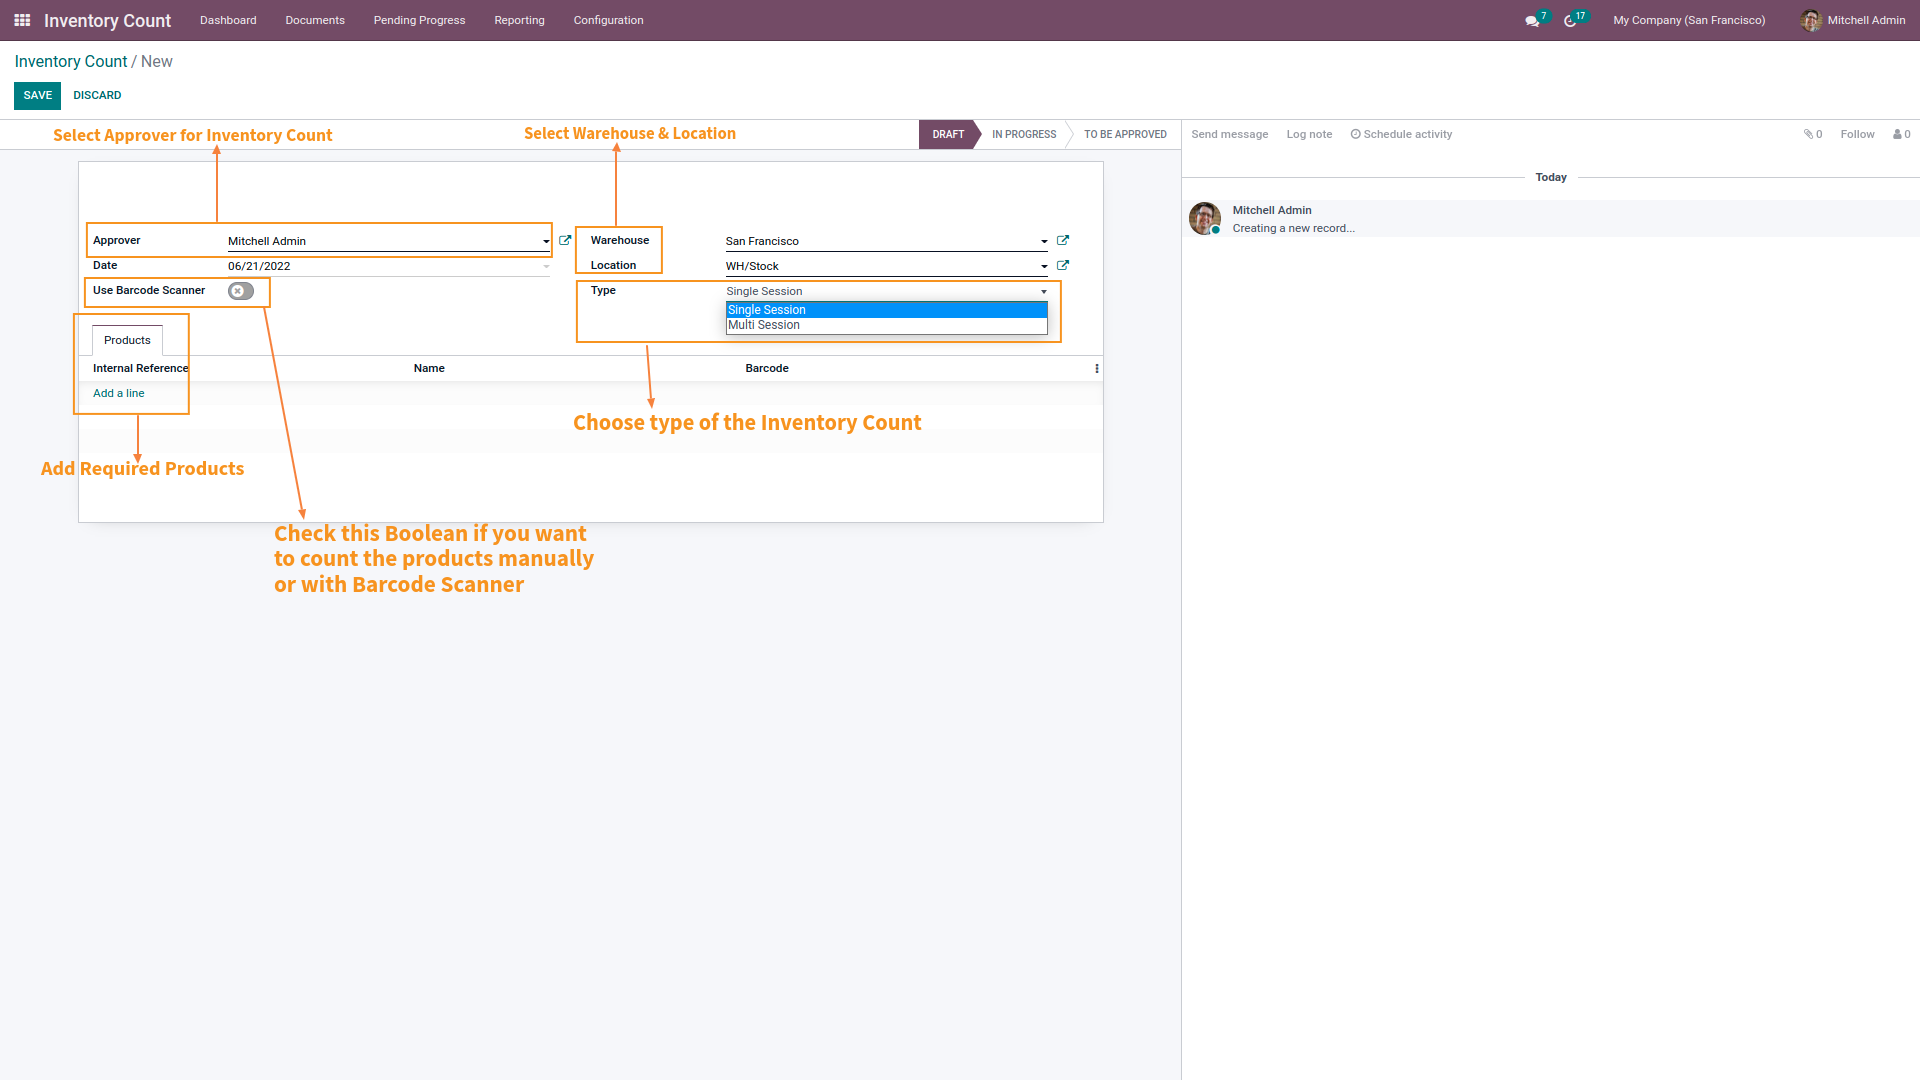 Inventory Count
Dashboard
Documents
Pending Progress
Reporting
Configuration
7
17
My Company (San Francisco)
Mitchell Admin
Inventory Count / New
SAVE
DISCARD
Select Approver for Inventory Count
Select Warehouse & Location
DRAFT
IN PROGRESS
TO BE APPROVED
Send message
Log note
Schedule activity
0
Follow
0
Today
Mitchell Admin
Creating a new record...
Approver
Mitchell Admin
Date
06/21/2022
Use Barcode Scanner
Warehouse
San Francisco
Location
WH/Stock
Type
Single Session
Single Session
Multi Session
Products
Internal Reference
Name
Barcode
Add a line
Choose type of the Inventory Count
Add Required Products
Check this Boolean if you want
to count the products manually
or with Barcode Scanner